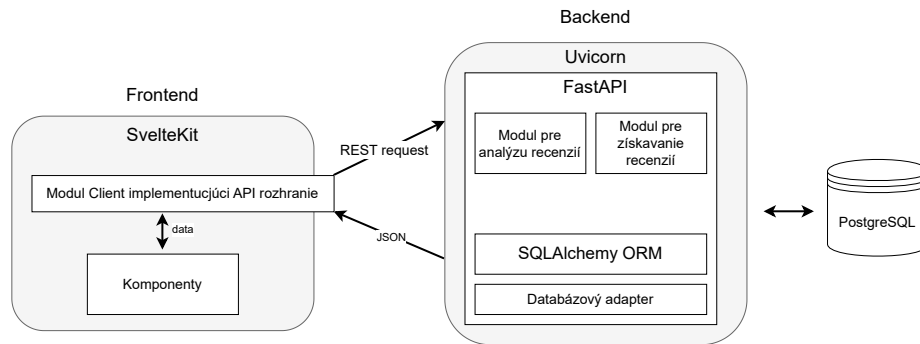 Backend
Uvicorn
FastAPI
Frontend
SvelteKit
REST request
Modul pre
analýzu recenzií
Modul pre
získavanie
recenzií
Modul Client implementucjúci API rozhranie
data
JSON
PostgreSQL
SQLAlchemy ORM
Komponenty
Databázový adapter